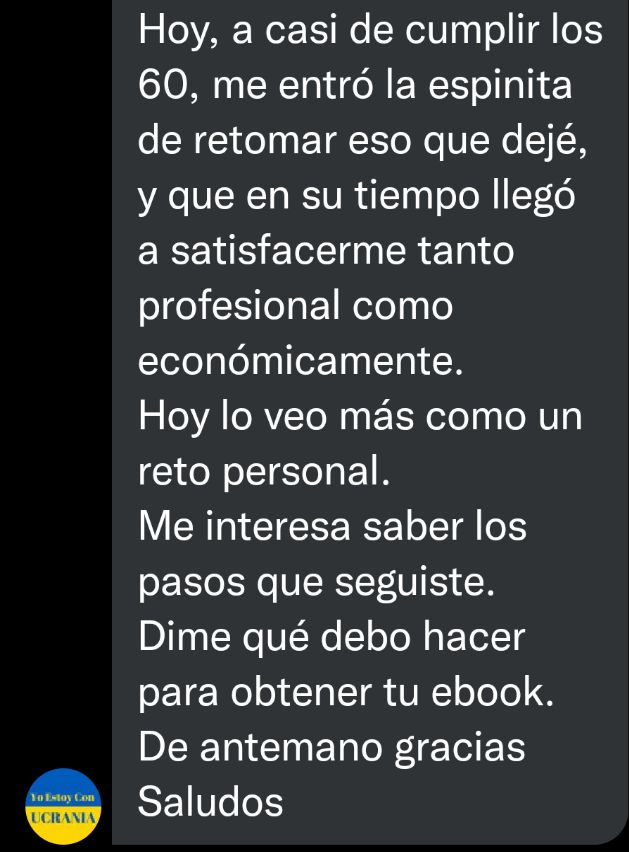 Hoy, a casi de cumplir los
60, me entró la espinita
de retomar eso que dejé,
y que en su tiempo llegó
a satisfacerme tanto
profesional como
económicamente.
Hoy lo veo más como un
reto personal.
Me interesa saber los
pasos que seguiste.
Dime qué debo hacer
para obtener tu ebook.
De antemano gracias
Saludos
Yo Estoy Con
UCRANIA